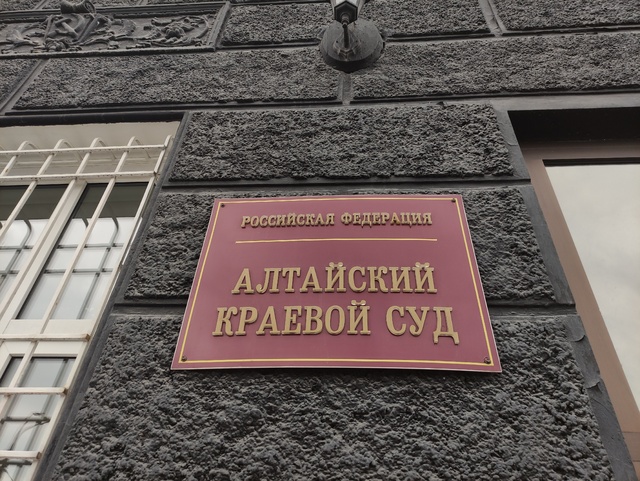 РОССИЙСКАЯ ФЕДЕРАЦИЯ
АЛТАЙСКИЙ
КРАЕВОЙ СУД